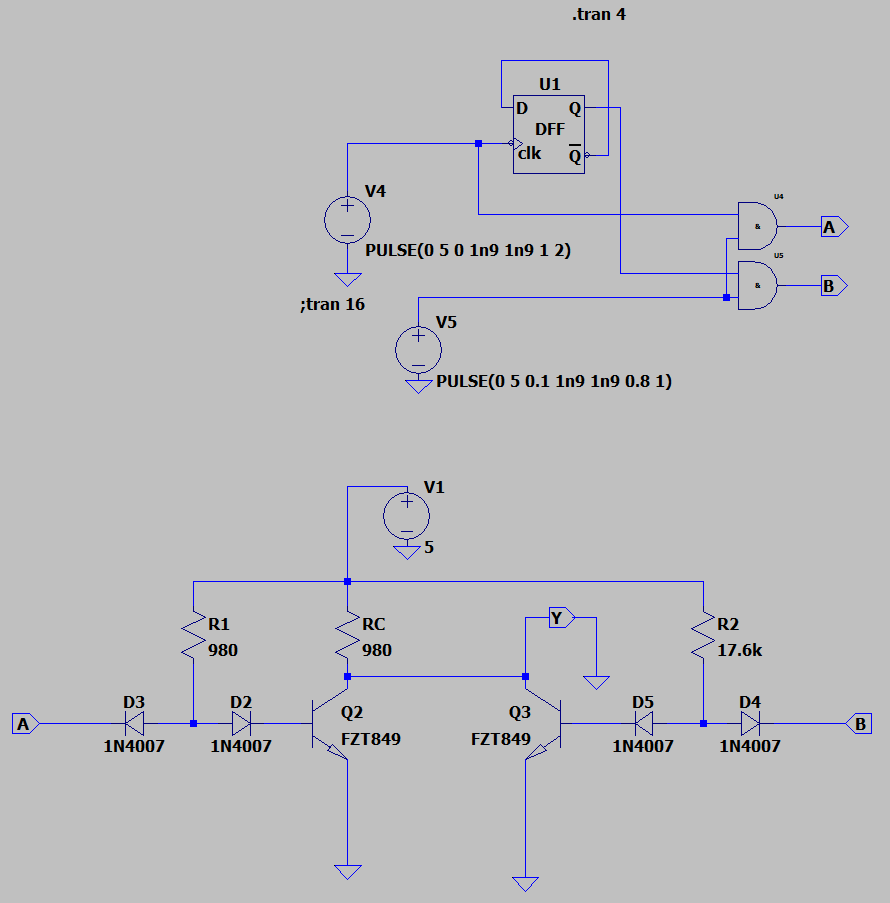 .tran 4
U1
D
Q
DFF
clk
Q
V4
PULSE(0 5 0 1n9 1n9 1 2)
;tran 16
U4
&
A
U5
&
B
V5
PULSE(0 5 0.1 1n9 1n9 0.8 1)
V1
5
R1
980
RC
980
Y
R2
17.6k
A
D3
1N4007
D2
1N4007
Q2
FZT849
Q3
FZT849
D5
1N4007
D4
1N4007
B